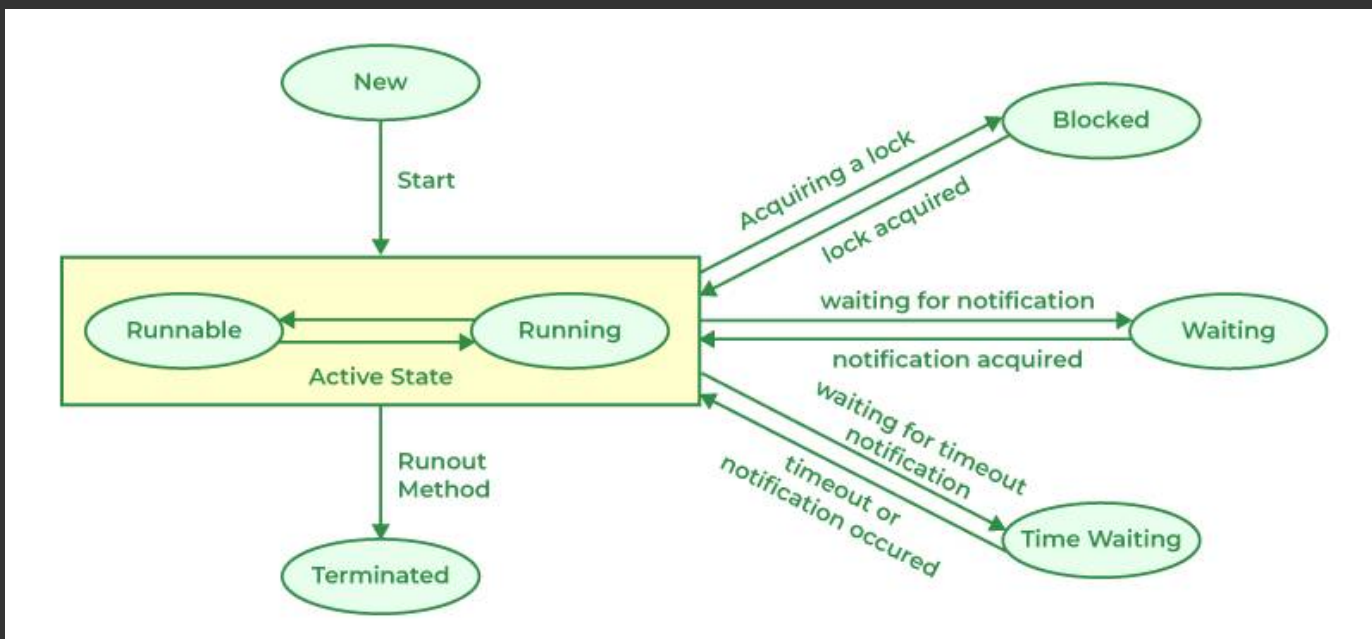 New
Start
Acquiring a lock
Blocked
lock acquired
Runnable
Running
Active State
waiting for notification
Waiting
notification acquired
waiting for timeout
notification
timeout or
notification occured
Time Waiting
Runout
Method
Terminated